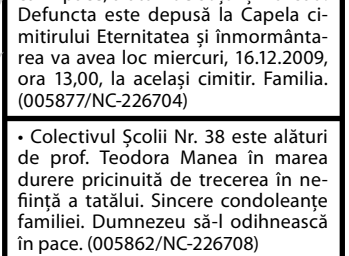 Defuncta este depusă la Capela ci-
mitirului Eternitatea și înmormânta-
rea va avea loc miercuri, 16.12.2009,
ora 13,00, la același cimitir. Familia.
(005877/NC-226704)
• Colectivul Școlii Nr. 38 este alături
de prof. Teodora Manea în marea
durere pricinuită de trecerea în ne-
ființă a tatălui. Sincere condoleanțe
familiei. Dumnezeu să-l odihnească
în pace. (005862/NC-226708)